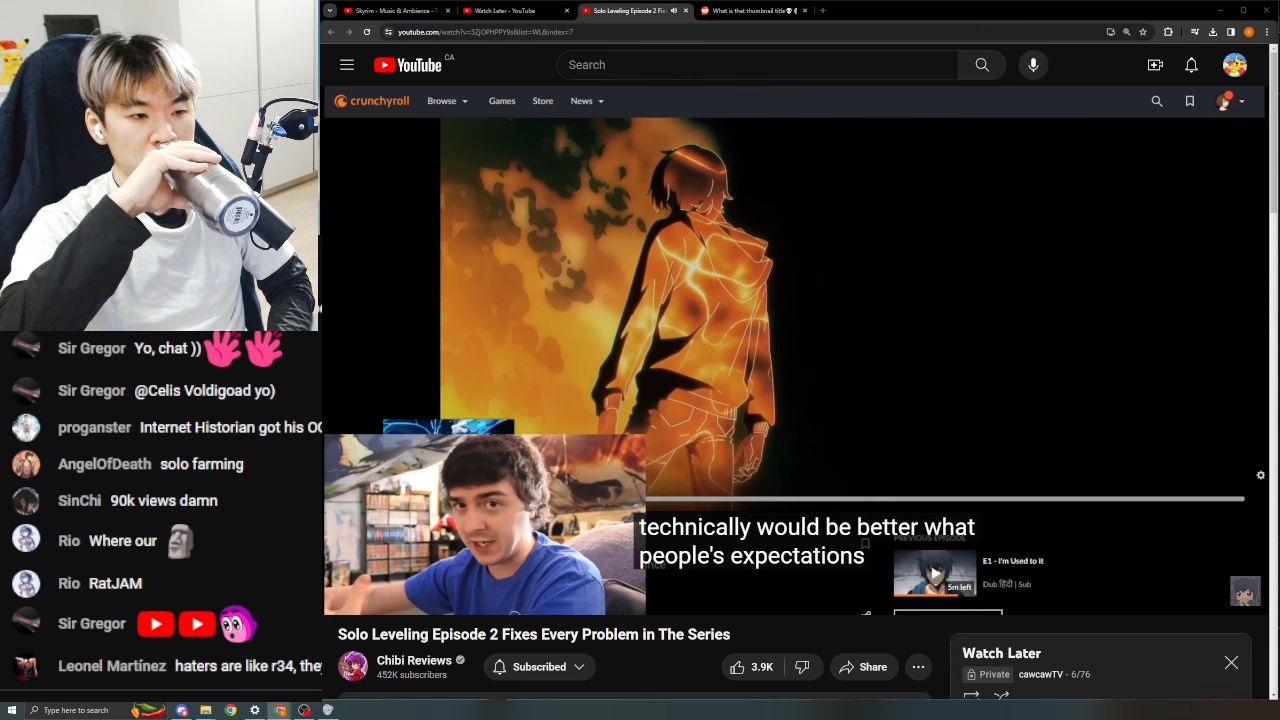 Skyrim - Music & Ambience - T
Watch Later - YouTube
Solo Leveling Episode 2 Fix
What is that thumbnail title
youtube.com/watch?v=3ZjOPHPPY9s&list=WL&index=7
YouTube CA
Search
crunchyroll
Browse
Games
Store
News
technically would be better what
people's expectations
PREVIOUS EPISODE
E1 - I'm Used to It
Dub हिंदी | Sub
5m left
Sir Gregor Yo, chat ))
Sir Gregor @Celis Voldigoad yo)
proganster Internet Historian got his OC
AngelOfDeath solo farming
SinChi 90k views damn
Rio Where our
Rio RatJAM
Sir Gregor
Leonel Martínez haters are like r34, they
Solo Leveling Episode 2 Fixes Every Problem in The Series
Chibi Reviews
452K subscribers
Subscribed
3.9K
Share
Watch Later
Private cawcawTV - 6/76
Type here to search